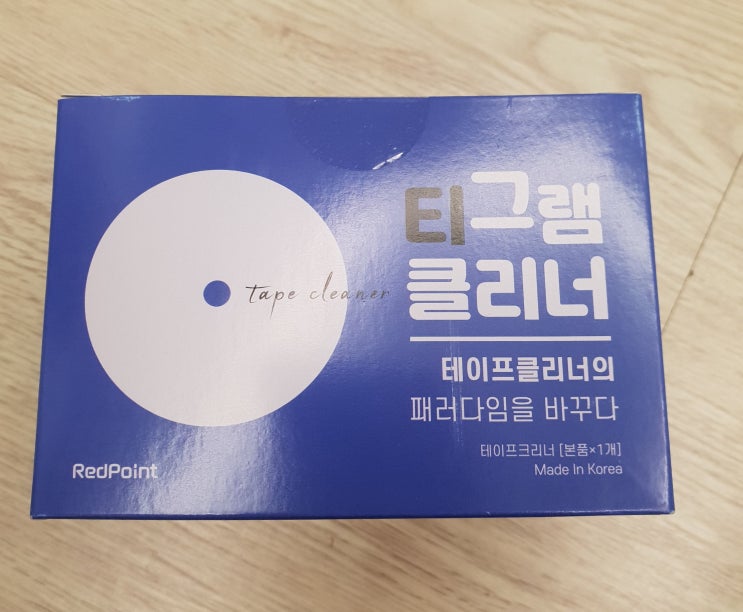 tape cleaner
티그램
클리너
테이프클리너의
패러다임을 바꾸다
테이프크리너 [본품×1개]
Made In Korea
RedPoint